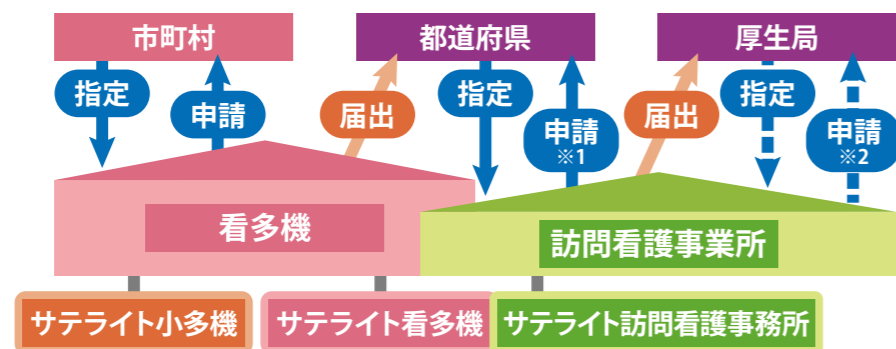 市町村
都道府県
厚生局
指定
申請
届出
指定
申請
※1
届出
指定
申請
※2
看多機
訪問看護事業所
サテライト小多機
サテライト看多機
サテライト訪問看護事務所